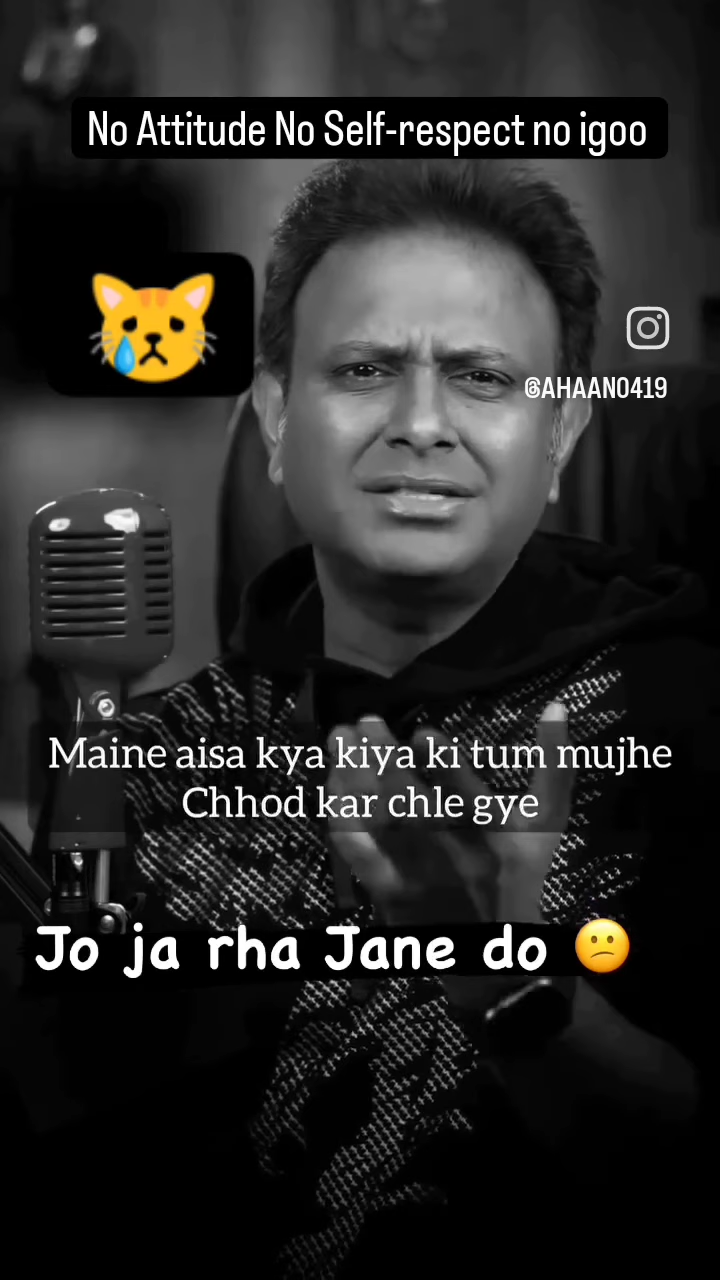 No Attitude No Self-respect no igoo
@AHAAN0419
Maine aisa kya kiya ki tum mujhe
Chhod kar chle gye
Jo ja rha Jane do